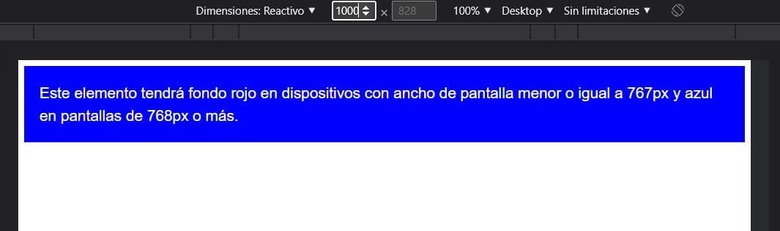 Dimensiones: Reactivo ▼ 1000 × 828 100% ▼ Desktop ▼ Sin limitaciones ▼
Este elemento tendrá fondo rojo en dispositivos con ancho de pantalla menor o igual a 767px y azul
en pantallas de 768px o más.